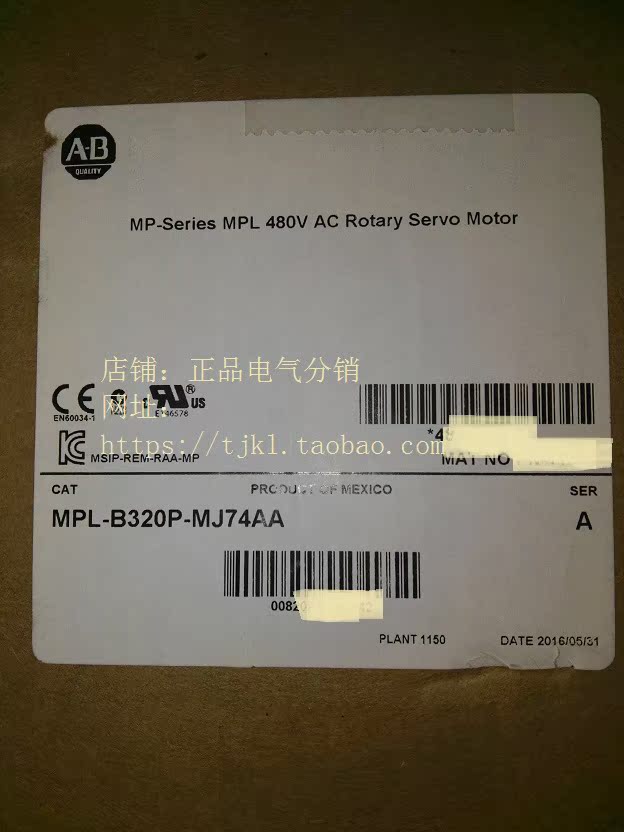 A-B
QUALITY
MP-Series MPL 480V AC Rotary Servo Motor
店铺：正品电气分销
网址：
https://tjkl.taobao.com
CE
EN60034-1
c UL US
E146578
MSIP-REM-RAA-MP
MAT NO
CAT
PRODUCT OF MEXICO
SER
MPL-B320P-MJ74AA
A
PLANT 1150
DATE 2016/05/31